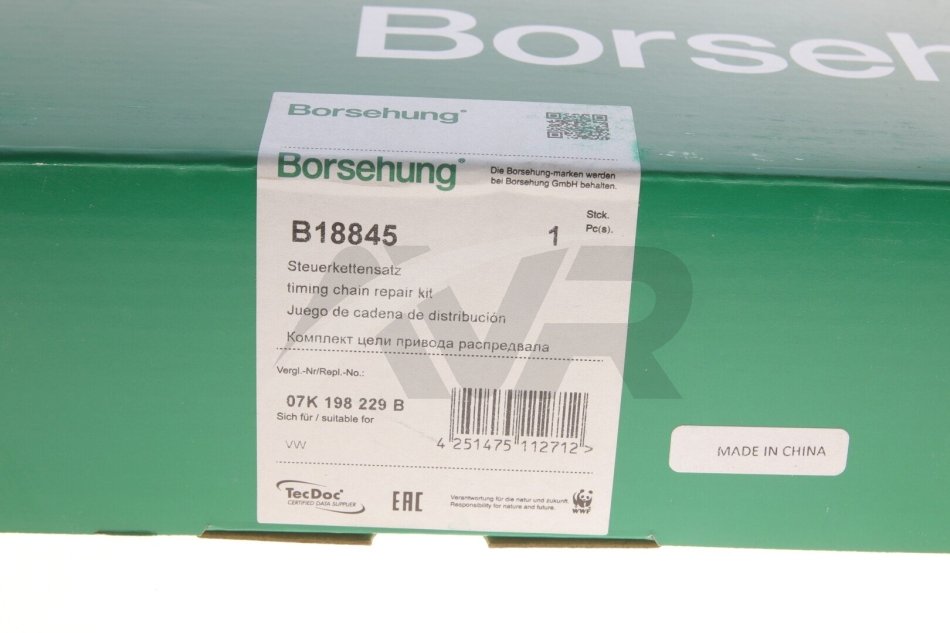 Borseh
Borsehung®
Borsehung®
Die Borsehung-marken werden
bei Borsehung GmbH behalten.
B18845
1
Stck.
Pc(s).
Steuerkettensatz
timing chain repair kit
Juego de cadena de distribución
Комплект цели привода распредвала
Vergl.-Nr/Repl.-No.:
07K 198 229 B
Sich für / suitable for
VW
4 251475 112712 >
TecDoc®
CERTIFIED DATA SUPPLIER
EAC
Verantwortung für die natur und zukunft.
Responsibility for nature and future.
WWF
MADE IN CHINA
VR